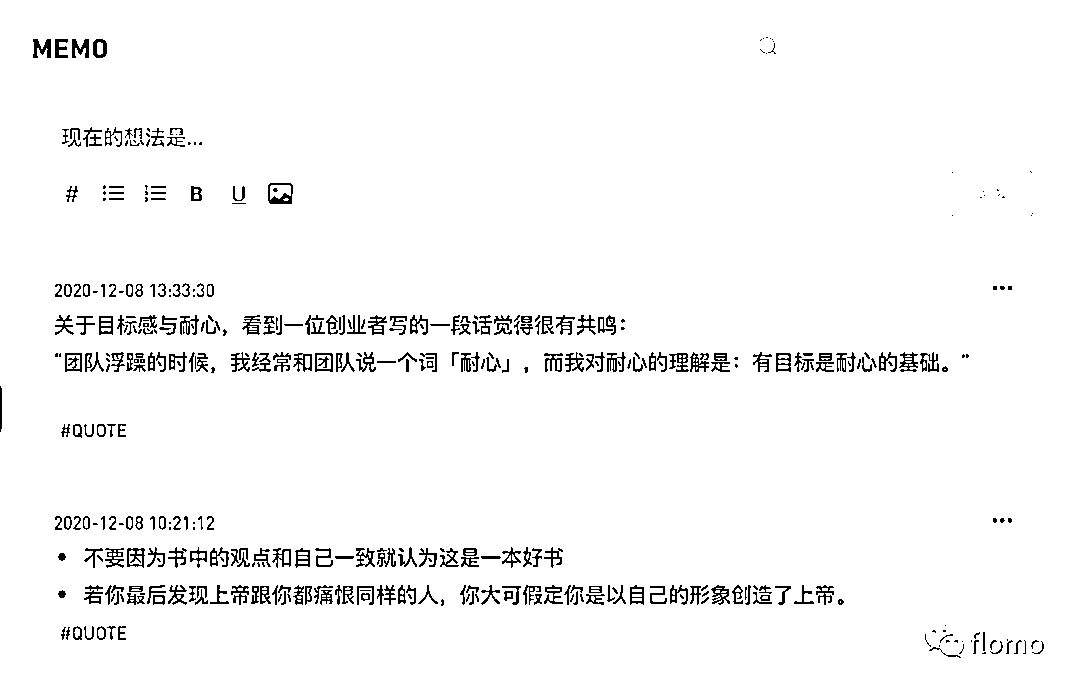 MEMO
现在的想法是...
# B U
2020-12-08 13:33:30
关于目标感与耐心，看到一位创业者写的一段话觉得很有共鸣：
“团队浮躁的时候，我经常和团队说一个词「耐心」，而我对耐心的理解是：有目标是耐心的基础。”
#QUOTE
2020-12-08 10:21:12
• 不要因为书中的观点和自己一致就认为这是一本好书
• 若你最后发现上帝跟你都痛恨同样的人，你大可假定你是以自己的形象创造了上帝。
#QUOTE
flomo